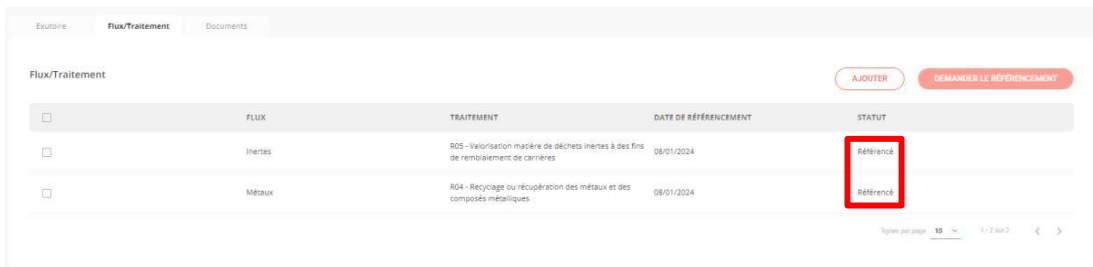 Exutoire Flux/Traitement Documents
Flux/Traitement
AJOUTER DEMANDER LE RÉFÉRENCEMENT
FLUX TRAITEMENT DATE DE RÉFÉRENCEMENT STATUT
Inertes R05 - Valorisation matière de déchets inertes à des fins de remblaiement de carrières 08/01/2024 Référencé
Métaux R04 - Recyclage ou récupération des métaux et des composés métalliques 08/01/2024 Référencé
lignes par page 10 1-2 sur 2